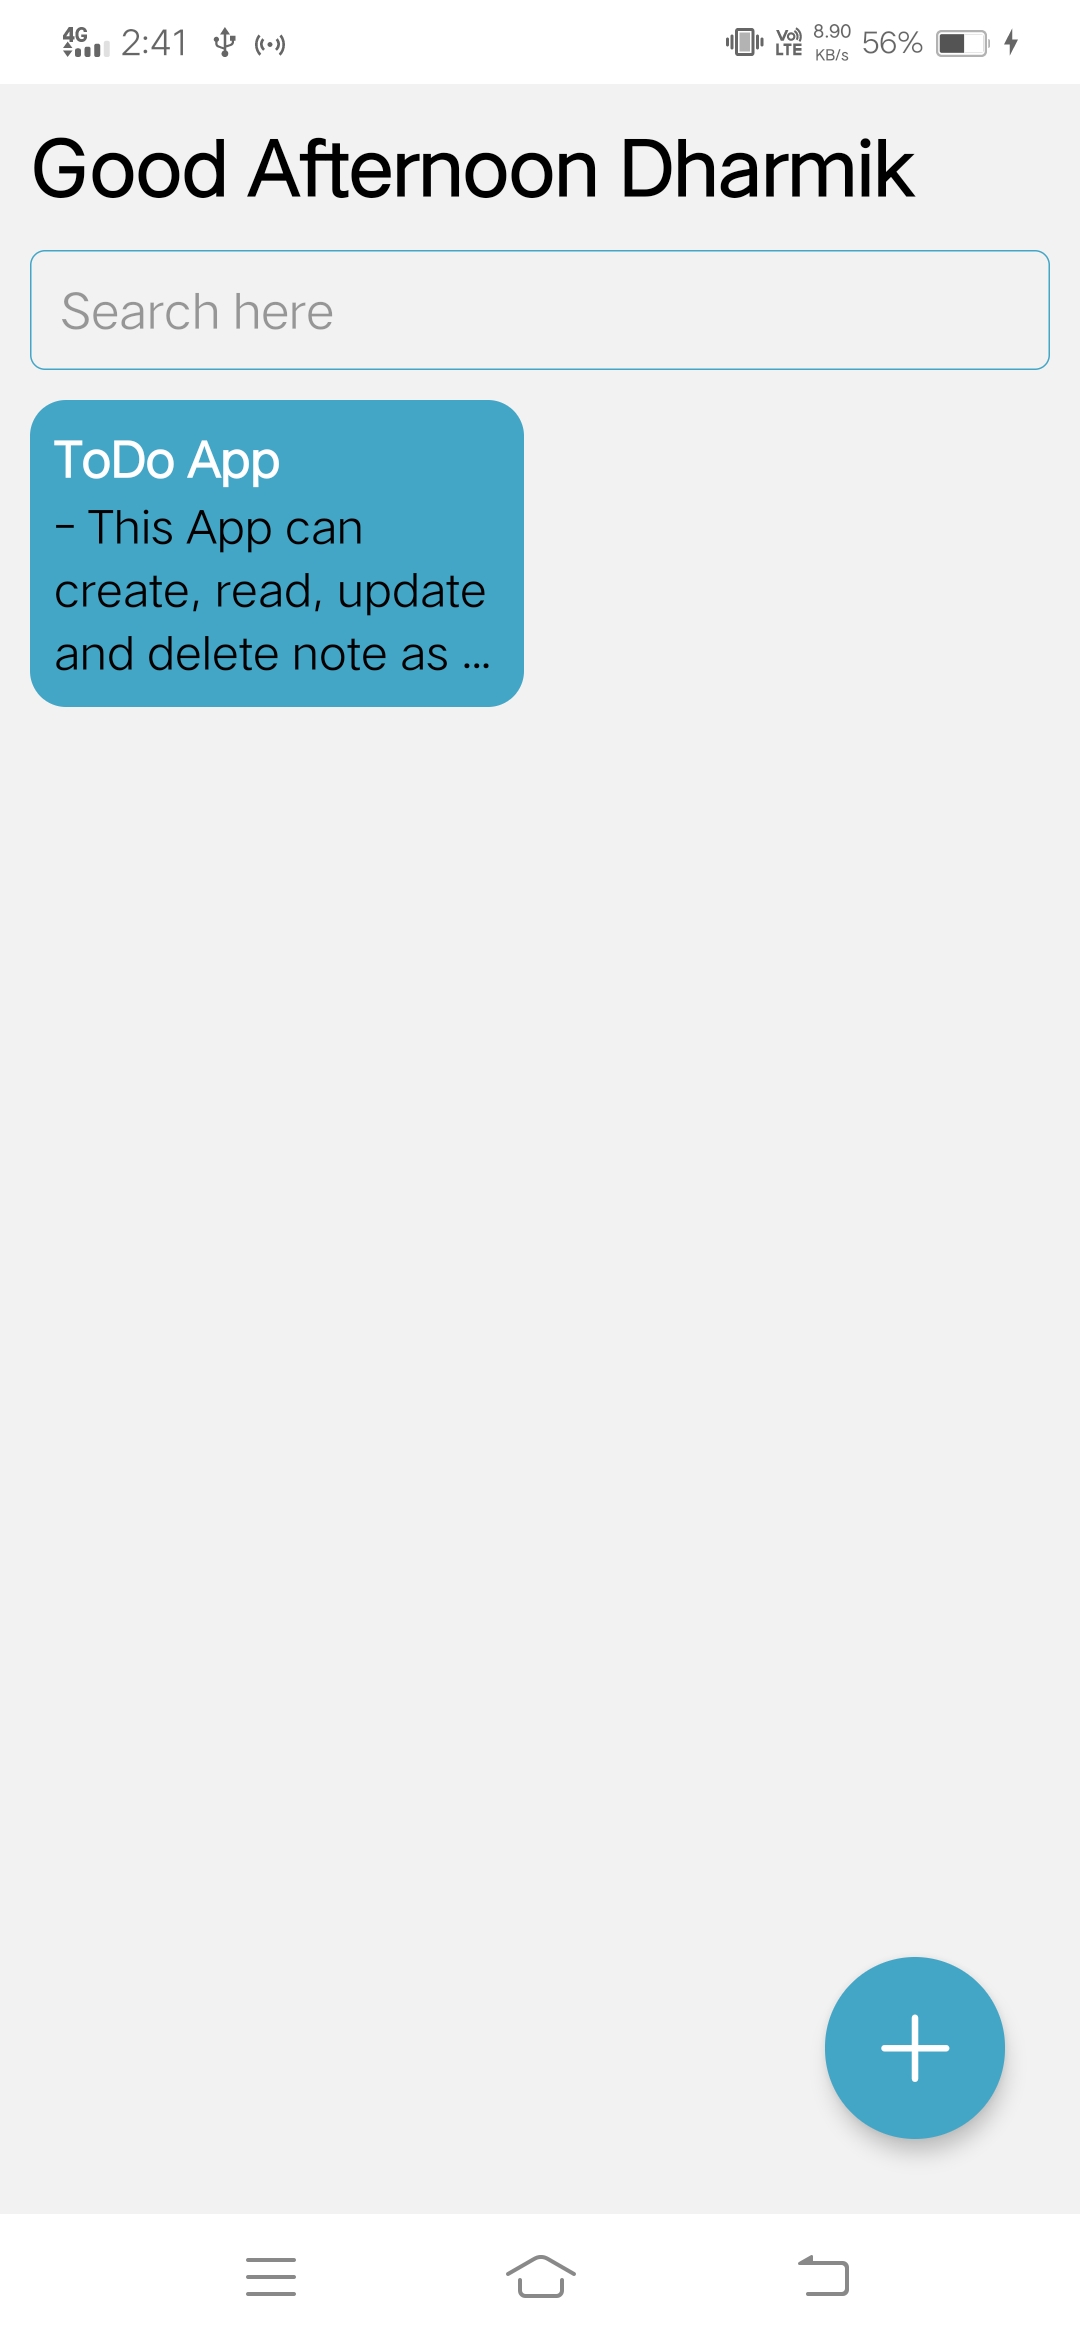 4G 2:41 Vo) LTE 8.90 KB/s 56%
Good Afternoon Dharmik
Search here
ToDo App
- This App can
create, read, update
and delete note as ...